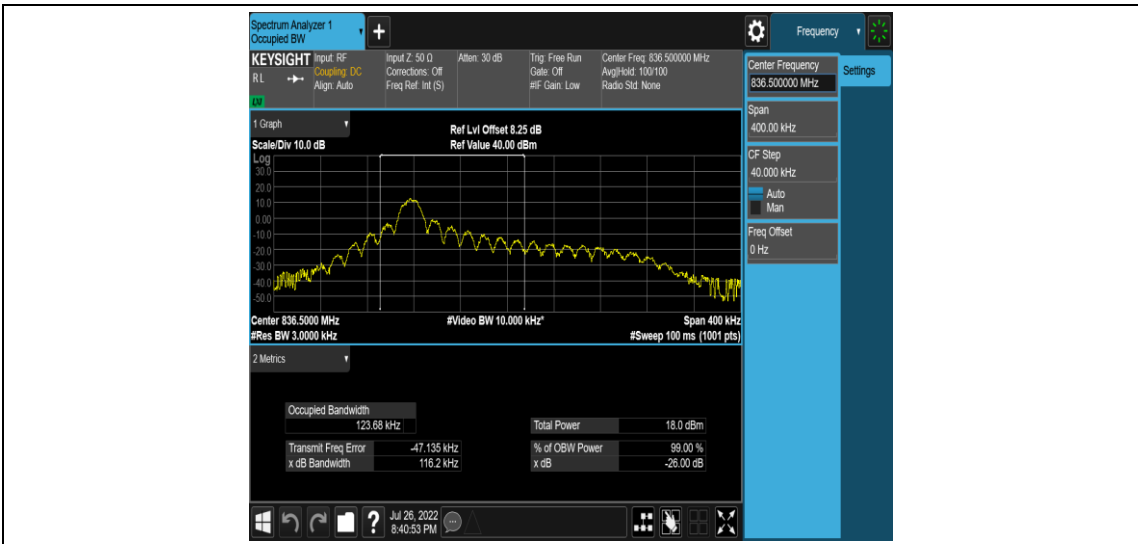 Spectrum Analyzer 1
Occupied BW
+
Frequency
KEYSIGHT
RL
LXI
Input: RF
Coupling: DC
Align: Auto
Input Z: 50 Ω
Corrections: Off
Freq Ref: Int (S)
Atten: 30 dB
Trig: Free Run
Gate: Off
#IF Gain: Low
Center Freq: 836.500000 MHz
Avg|Hold: 100/100
Radio Std: None
Center Frequency
836.500000 MHz
Settings
Span
400.00 kHz
CF Step
40.000 kHz
Auto
Man
Freq Offset
0 Hz
1 Graph
Scale/Div 10.0 dB
Ref Lvl Offset 8.25 dB
Ref Value 40.00 dBm
Log
30.0
20.0
10.0
0.00
-10.0
-20.0
-30.0
-40.0
-50.0
Center 836.5000 MHz
#Res BW 3.0000 kHz
#Video BW 10.000 kHz*
Span 400 kHz
#Sweep 100 ms (1001 pts)
2 Metrics
Occupied Bandwidth
123.68 kHz
Total Power 18.0 dBm
Transmit Freq Error -47.135 kHz
% of OBW Power 99.00 %
x dB Bandwidth 116.2 kHz
x dB -26.00 dB
?
Jul 26, 2022
8:40:53 PM